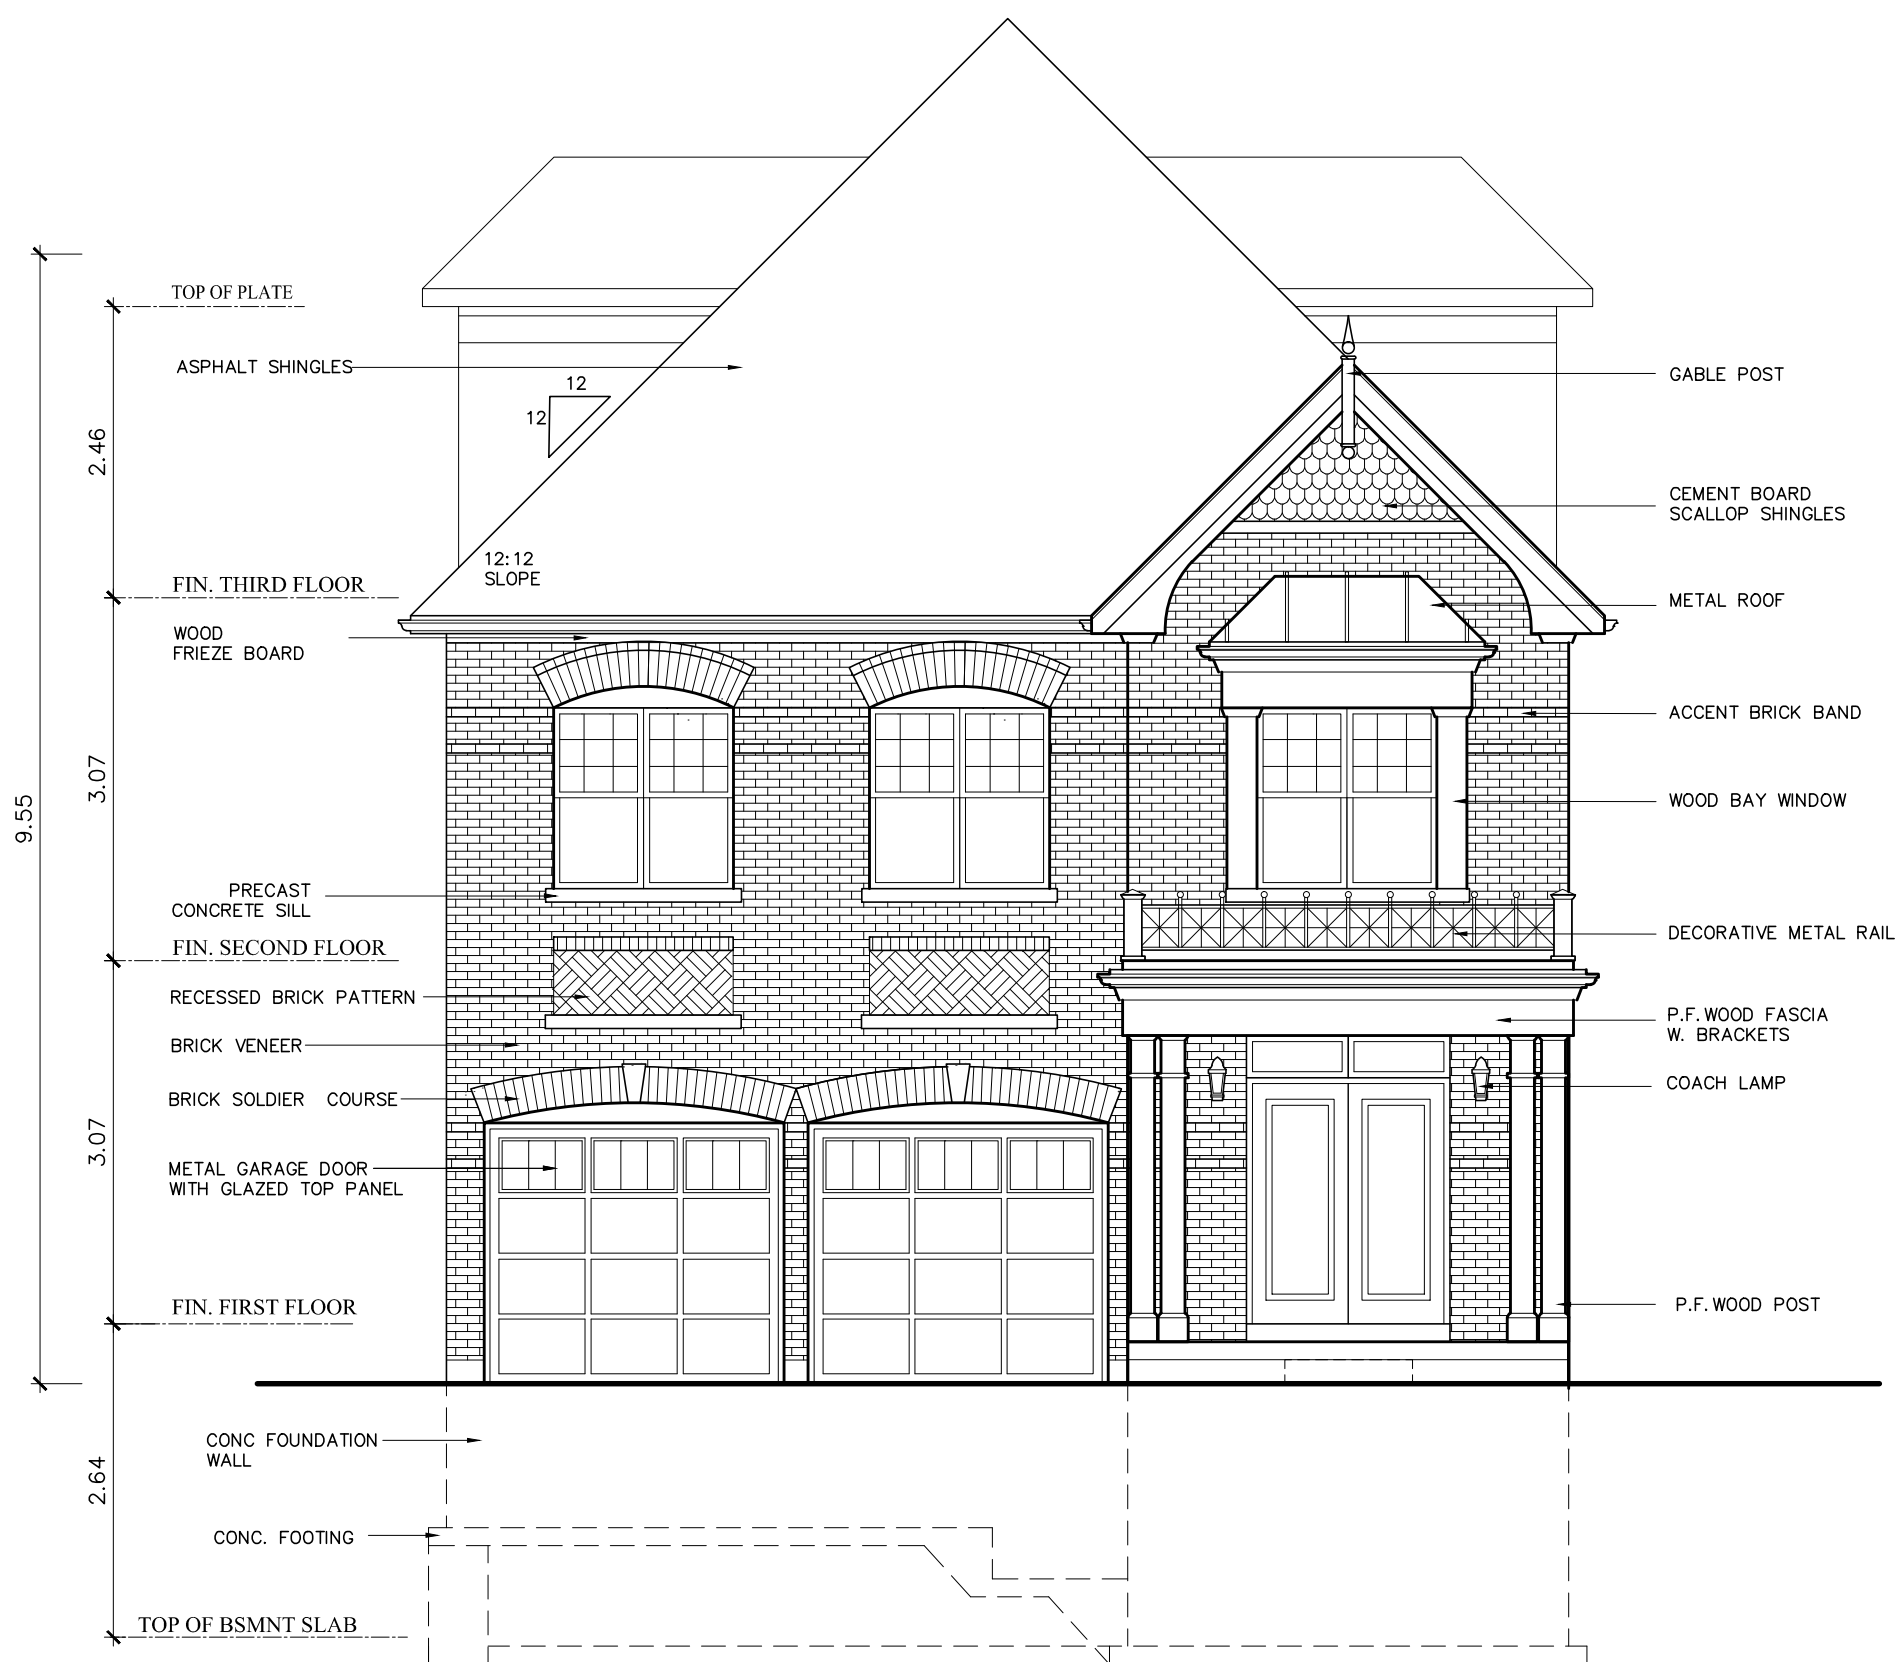 TOP OF PLATE
ASPHALT SHINGLES
12
12
2.46
12:12
SLOPE
FIN. THIRD FLOOR
WOOD
FRIEZE BOARD
3.07
9.55
PRECAST
CONCRETE SILL
FIN. SECOND FLOOR
RECESSED BRICK PATTERN
BRICK VENEER
BRICK SOLDIER COURSE
3.07
METAL GARAGE DOOR
WITH GLAZED TOP PANEL
FIN. FIRST FLOOR
CONC FOUNDATION
WALL
2.64
CONC. FOOTING
TOP OF BSMNT SLAB
GABLE POST
CEMENT BOARD
SCALLOP SHINGLES
METAL ROOF
ACCENT BRICK BAND
WOOD BAY WINDOW
DECORATIVE METAL RAIL
P.F.WOOD FASCIA
W. BRACKETS
COACH LAMP
P.F.WOOD POST